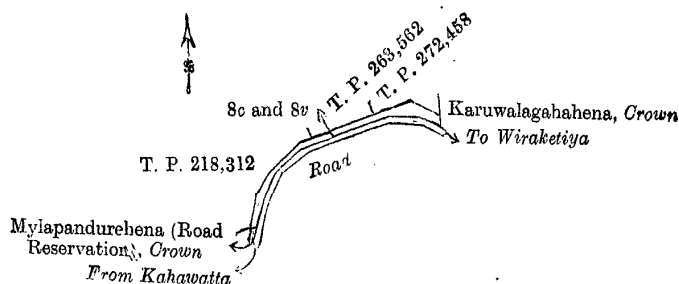 T. P. 263,562
T. P. 272,458
8c and 8v
Karuwalagahahena, Crown
To Wiraketiya
T. P. 218,312
Road
Mylapandurehena (Road
Reservation), Crown
From Kahawatta